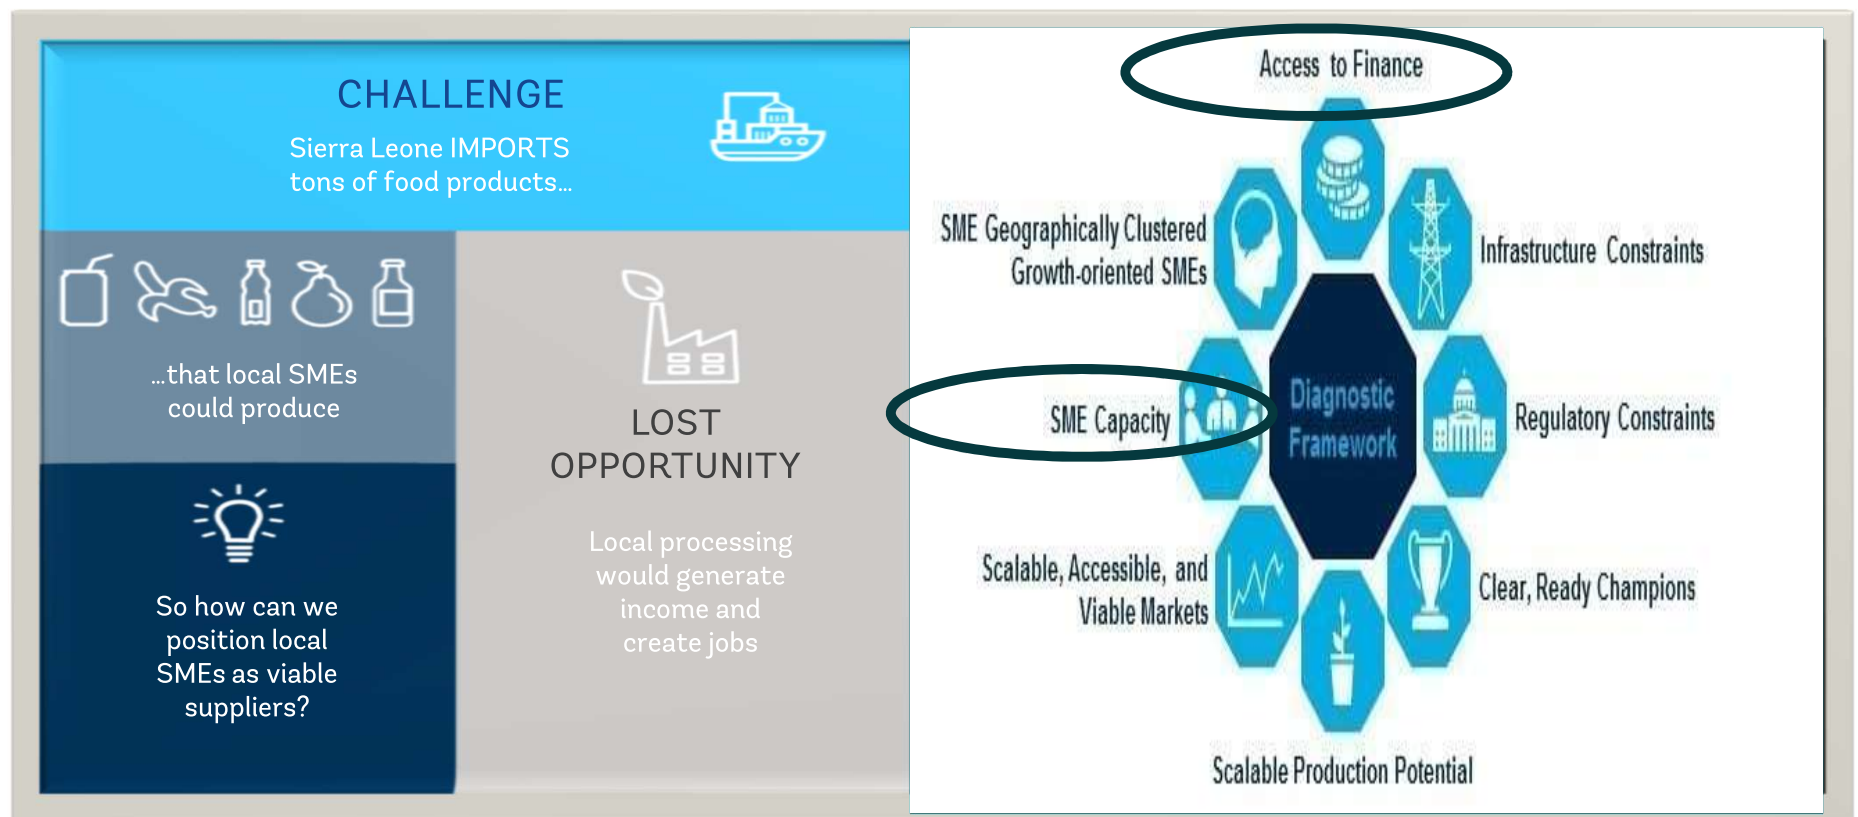 CHALLENGE
Sierra Leone IMPORTS
tons of food products...
...that local SMEs
could produce
So how can we
position local
SMEs as viable
suppliers?
LOST
OPPORTUNITY
Local processing
would generate
income and
create jobs
Access to Finance
SME Geographically Clustered
Growth-oriented SMEs
Infrastructure Constraints
SME Capacity
Diagnostic
Framework
Regulatory Constraints
Scalable, Accessible, and
Viable Markets
Clear, Ready Champions
Scalable Production Potential